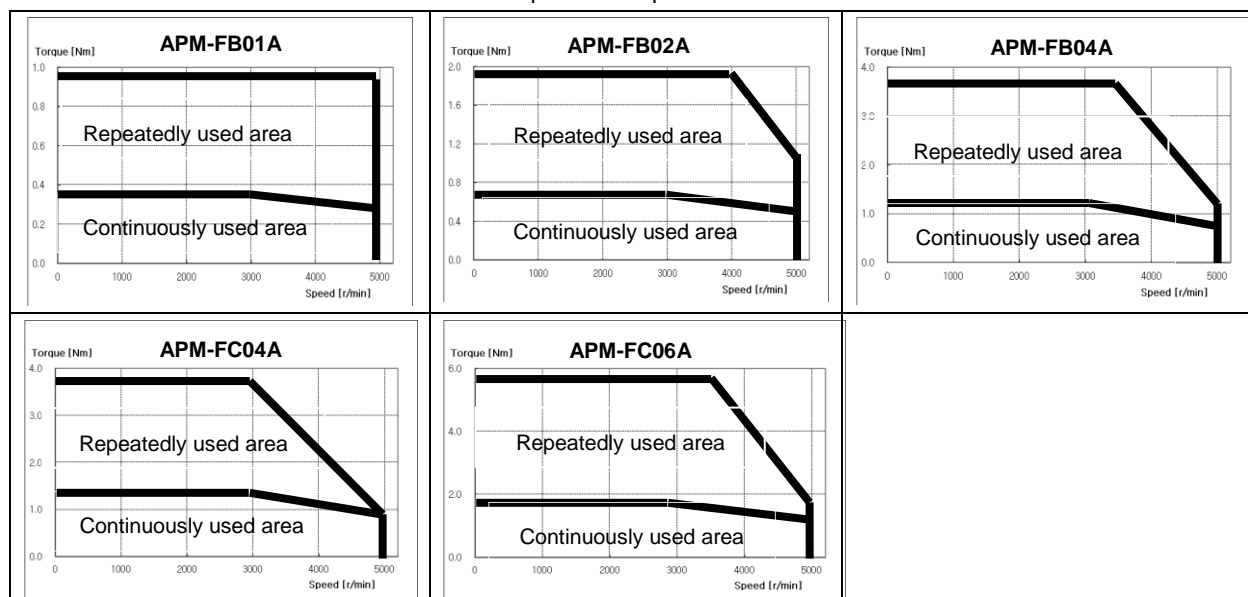 APM-FB01A
Torque [Nm]
1.0
0.8
0.6
0.4
0.2
0.0
Repeatedly used area
Continuously used area
0 1000 2000 3000 4000 5000
Speed [r/min]
APM-FB02A
Torque [Nm]
2.0
1.6
1.2
0.8
0.4
0.0
Repeatedly used area
Continuously used area
0 1000 2000 3000 4000 5000
Speed [r/min]
APM-FB04A
Torque [Nm]
4.0
3.0
2.0
1.0
0.0
Repeatedly used area
Continuously used area
0 1000 2000 3000 4000 5000
Speed [r/min]
APM-FC04A
Torque [Nm]
4.0
3.0
2.0
1.0
0.0
Repeatedly used area
Continuously used area
0 1000 2000 3000 4000 5000
Speed [r/min]
APM-FC06A
Torque [Nm]
6.0
4.0
2.0
0.0
Repeatedly used area
Continuously used area
0 1000 2000 3000 4000 5000
Speed [r/min]